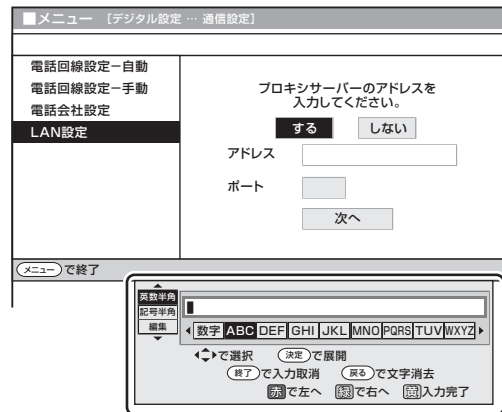 ■メニュー [デジタル設定 … 通信設定]
電話回線設定－自動
電話回線設定－手動
電話会社設定
LAN設定
プロキシサーバーのアドレスを
入力してください。
する しない
アドレス
ポート
次へ
メニューで終了
英数半角
記号半角
編集
数字 ABC DEF GHI JKL MNO PQRS TUV WXYZ
で選択 決定で展開
終了で入力取消 戻るで文字消去
赤で左へ 緑で右へ 黄入力完了